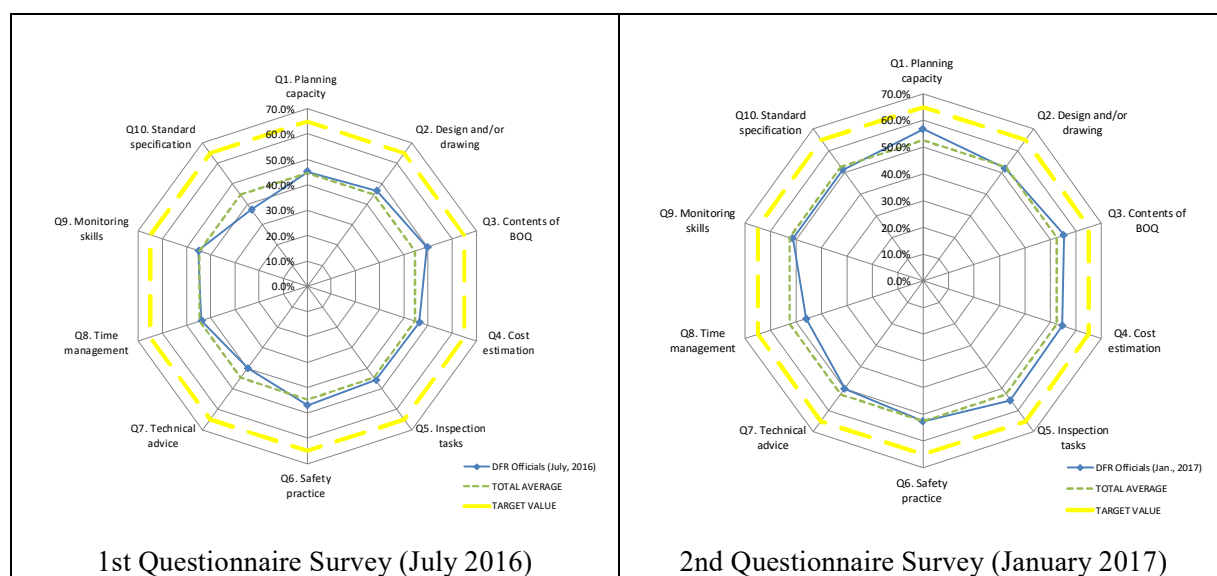 Q1. Planning
capacity
70.0%
60.0%
50.0%
40.0%
30.0%
20.0%
10.0%
0.0%
Q2. Design and/or
drawing
Q3. Contents of
BOQ
Q4. Cost
estimation
Q5. Inspection
tasks
Q6. Safety
practice
Q7. Technical
advice
Q8. Time
management
Q9. Monitoring
skills
Q10. Standard
specification
DFR Officials (July, 2016)
TOTAL AVERAGE
TARGET VALUE
1st Questionnaire Survey (July 2016)
Q1. Planning
capacity
70.0%
60.0%
50.0%
40.0%
30.0%
20.0%
10.0%
0.0%
Q2. Design and/or
drawing
Q3. Contents of
BOQ
Q4. Cost
estimation
Q5. Inspection
tasks
Q6. Safety
practice
Q7. Technical
advice
Q8. Time
management
Q9. Monitoring
skills
Q10. Standard
specification
DFR Officials (Jan., 2017)
TOTAL AVERAGE
TARGET VALUE
2nd Questionnaire Survey (January 2017)